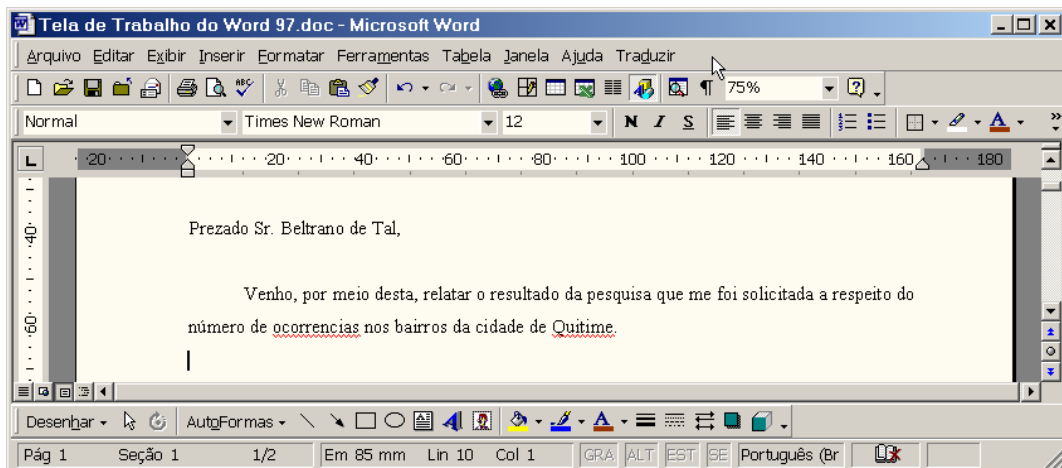 Tela de Trabalho do Word 97.doc - Microsoft Word
Arquivo Editar Exibir Inserir Formatar Ferramentas Tabela Janela Ajuda Traduzir
ABC 75%
Normal Times New Roman 12 N I S A
20 20 40 60 80 100 120 140 160 180
40
Prezado Sr. Beltrano de Tal,
Venho, por meio desta, relatar o resultado da pesquisa que me foi solicitada a respeito do
60
número de ocorrencias nos bairros da cidade de Quitime.
Desenhar AutoFormas A
Pág 1 Seção 1 1/2 Em 85 mm Lin 10 Col 1 GRA ALT EST SE Português (Br